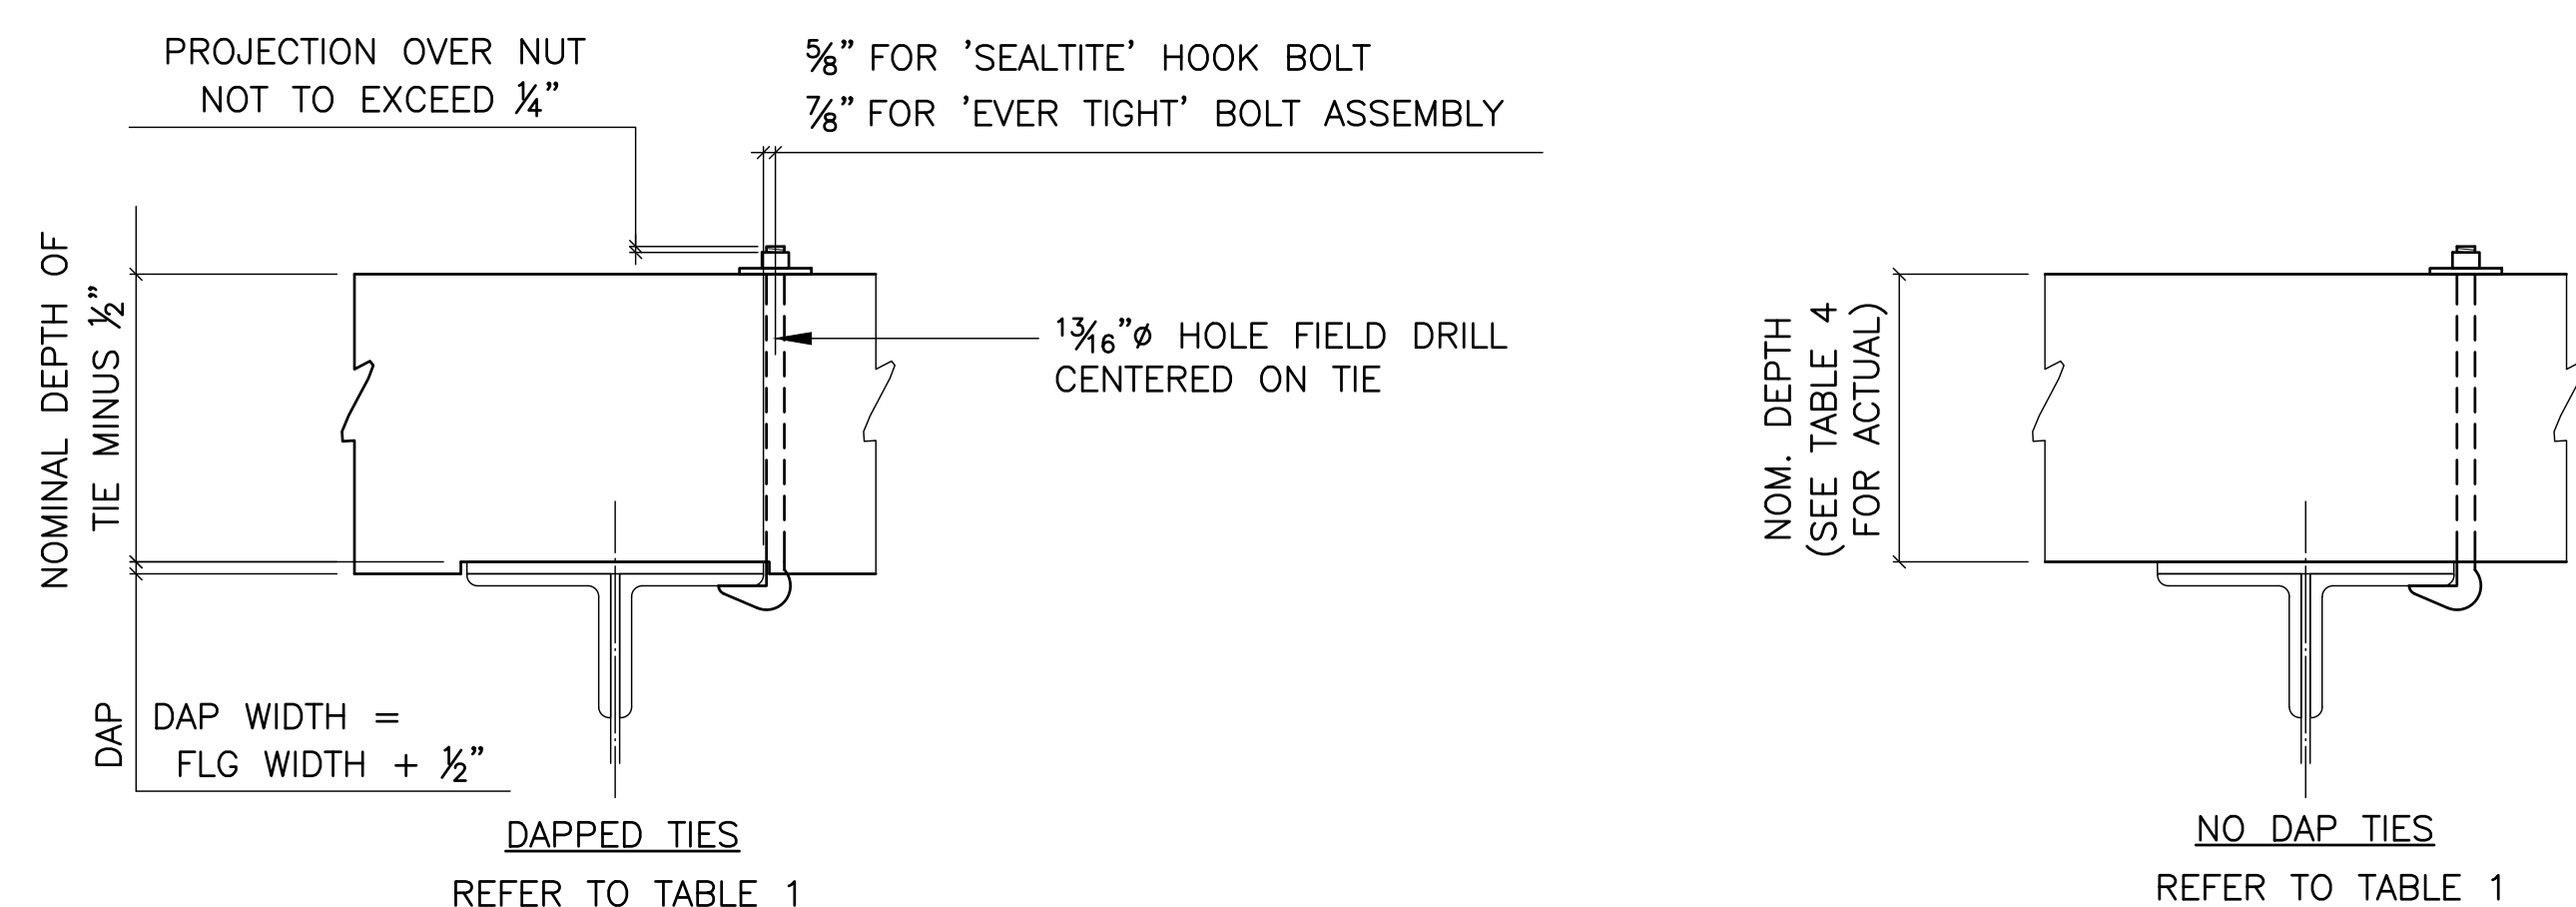 PROJECTION OVER NUT
NOT TO EXCEED 1/4"
5/8" FOR 'SEALTITE' HOOK BOLT
7/8" FOR 'EVER TIGHT' BOLT ASSEMBLY
NOMINAL DEPTH OF
TIE MINUS 1/2"
13/16"ø HOLE FIELD DRILL
CENTERED ON TIE
DAP
DAP WIDTH =
FLG WIDTH + 1/2"
DAPPED TIES
REFER TO TABLE 1
NOM. DEPTH
(SEE TABLE 4
FOR ACTUAL)
NO DAP TIES
REFER TO TABLE 1